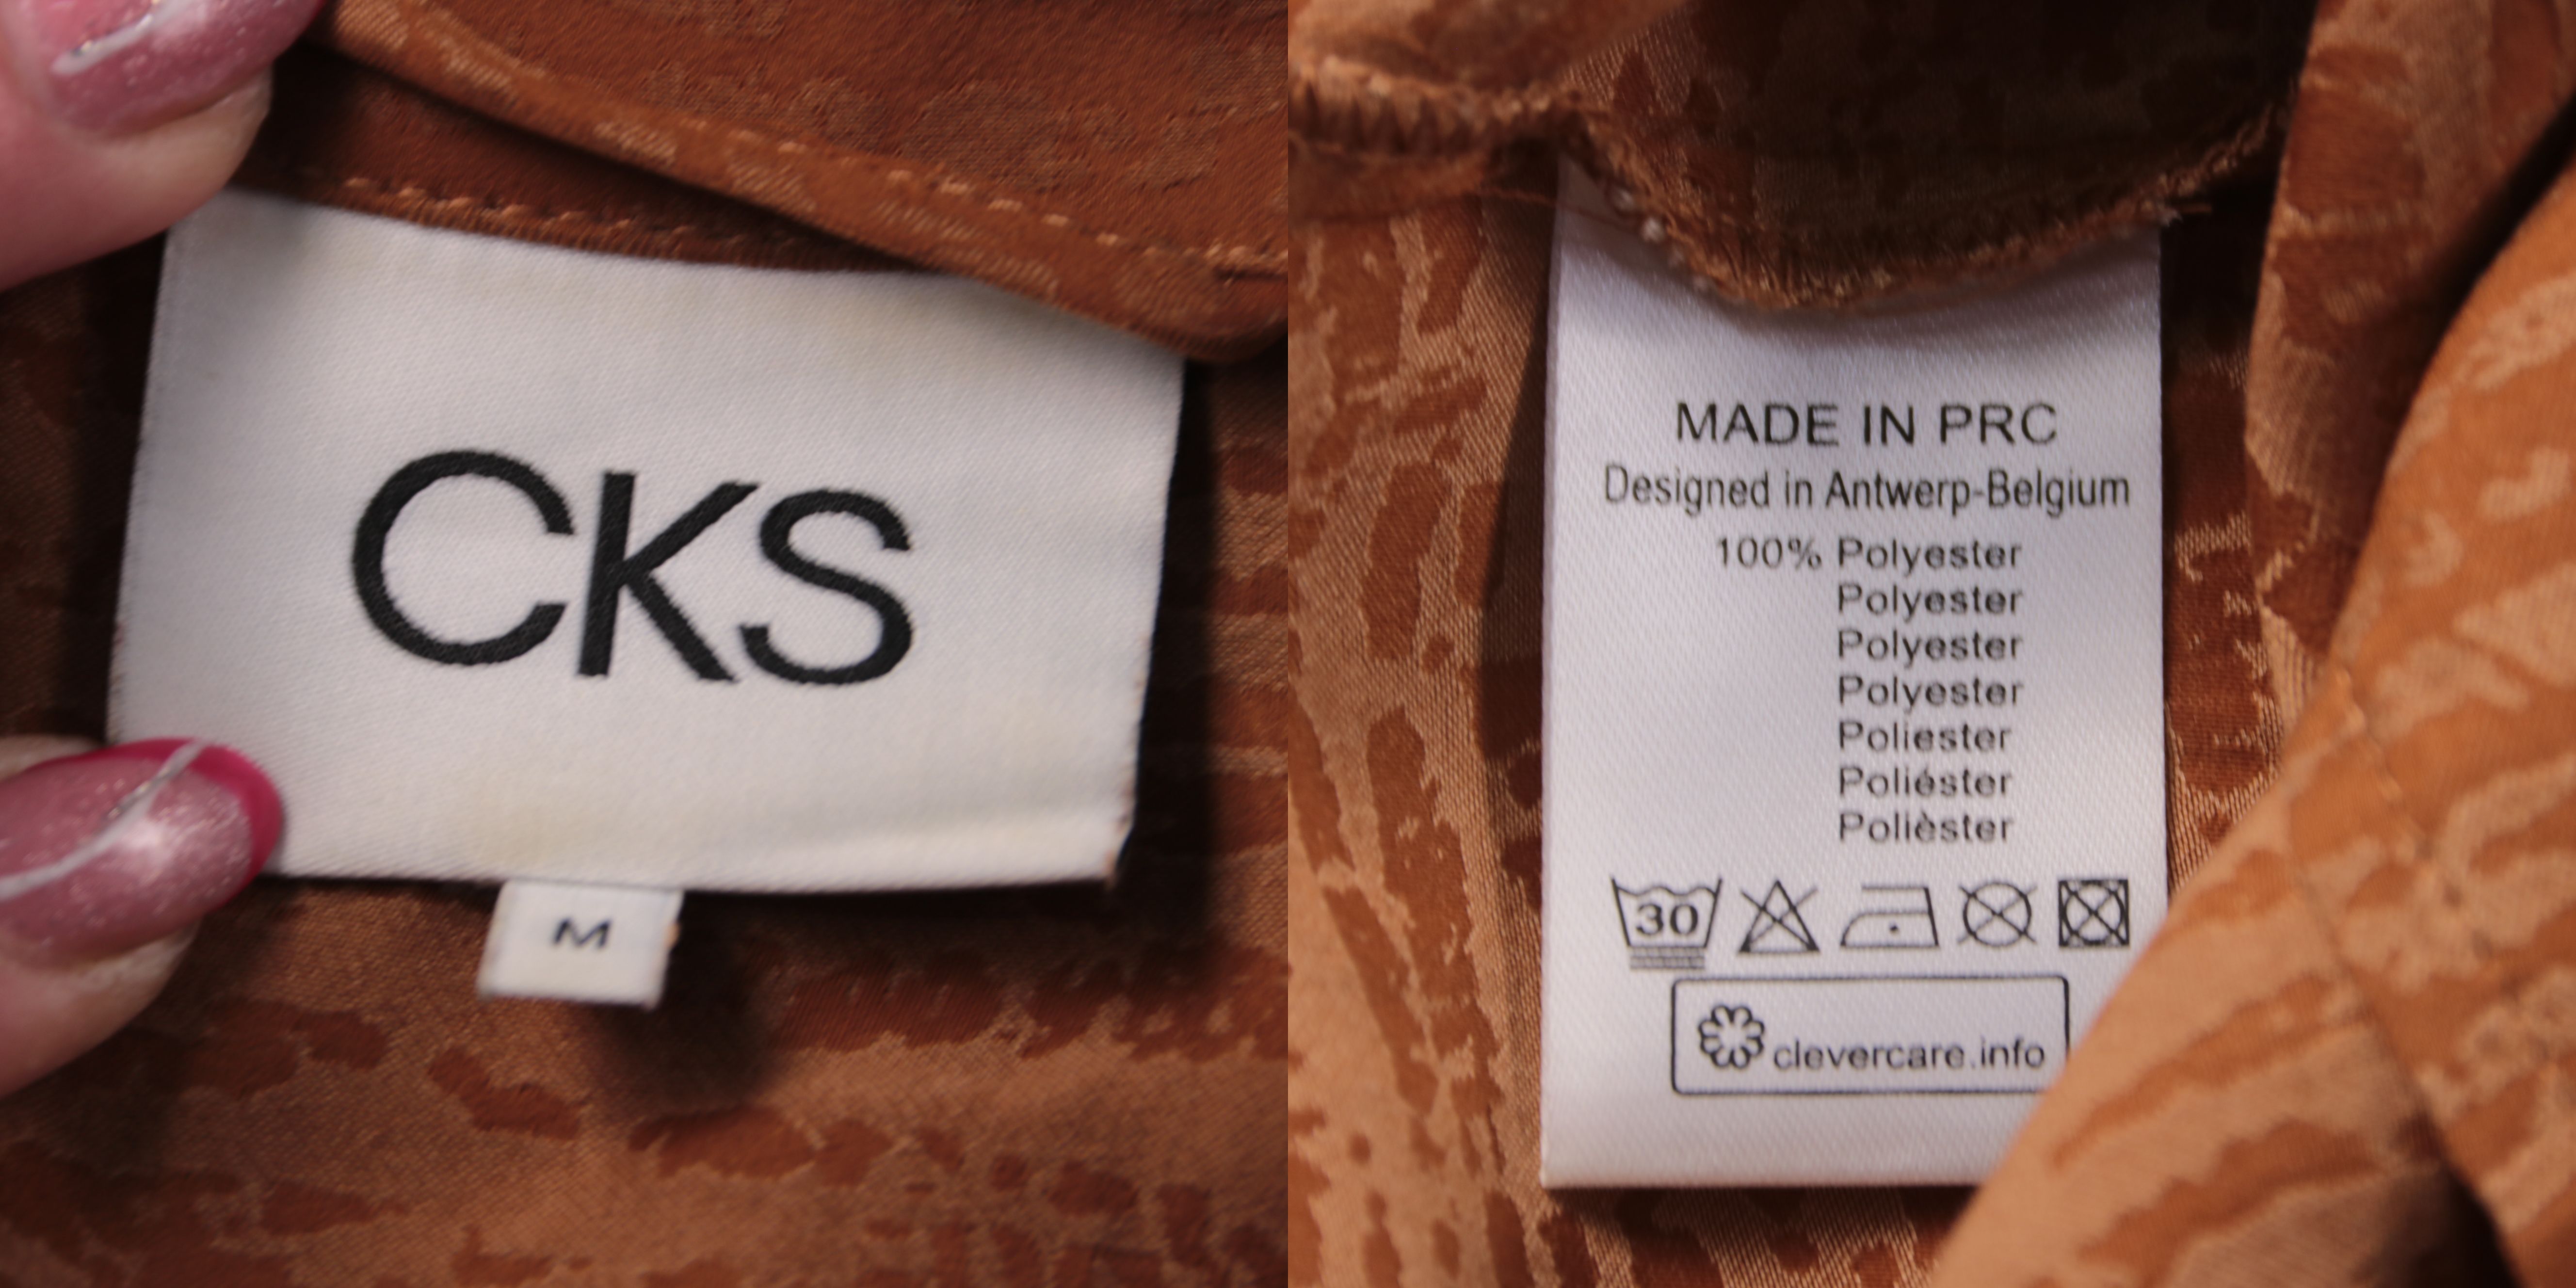 CKS
M
MADE IN PRC
Designed in Antwerp-Belgium
100% Polyester
Polyester
Polyester
Polyester
Poliester
Poliéster
Polièster
30
clevercare.info